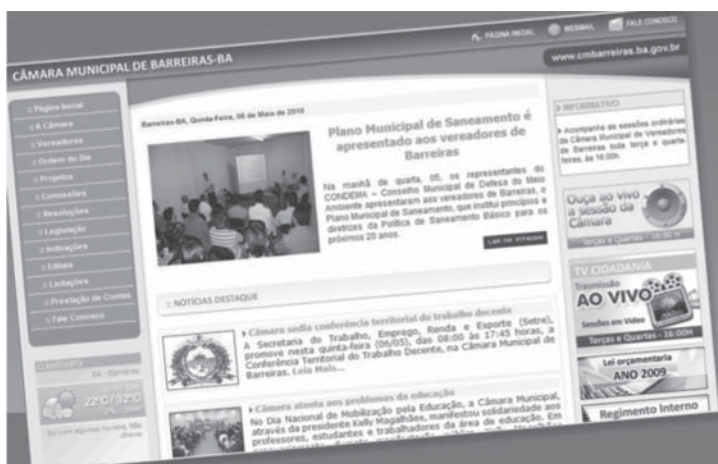 CÂMARA MUNICIPAL DE BARREIRAS-BA
PÁGINA INICIAL
WEBMAIL
FALE CONOSCO
www.cmbarreiras.ba.gov.br
:: Página Inicial
:: A Câmara
:: Vereadores
:: Ordem do Dia
:: Projetos
:: Comissões
:: Resoluções
:: Legislação
:: Indicações
:: Editais
:: Licitações
:: Prestação de Contas
:: Fale Conosco
BA - Barreiras
22°C/ 32°C
Barreiras-BA, Quinta-Feira, 06 de Maio de 2010
Plano Municipal de Saneamento é
apresentado aos vereadores de
Barreiras
Na manhã de quarta, 05, os representantes do
CONDEMA – Conselho Municipal de Defesa do Meio
Ambiente apresentaram aos vereadores de Barreiras, o
Plano Municipal de Saneamento, que institui princípios e
diretrizes da Política de Saneamento Básico para os
próximos 20 anos.
:: NOTÍCIAS DESTAQUE
Câmara sedia conferência territorial do trabalho decente
A Secretaria do Trabalho, Emprego, Renda e Esporte (Setre),
promove nesta quinta-feira (06/05), das 08:00 às 17:45 horas, a
Conferência Territorial do Trabalho Decente, na Câmara Municipal de
Barreiras. Leia Mais...
Câmara atenta aos problemas da educação
No Dia Nacional de Mobilização pela Educação, a Câmara Municipal,
através da presidente Kelly Magalhães, manifestou solidariedade aos
professores, estudantes e trabalhadores da área de educação. Em
INFORMATIVO
Acompanhe as sessões ordinárias
da Câmara Municipal de Vereadores
de Barreiras toda terça e quarta-
feiras, às 16:00h.
Ouça ao vivo
a sessão da
Câmara
Terças e Quartas - 16:00 H
TV CIDADANIA
Trasmissão
AO VIVO
Sessões em Vídeo
Terças e Quartas - 16:00H
Lei orçamentaria
ANO 2009
Regimento Interno